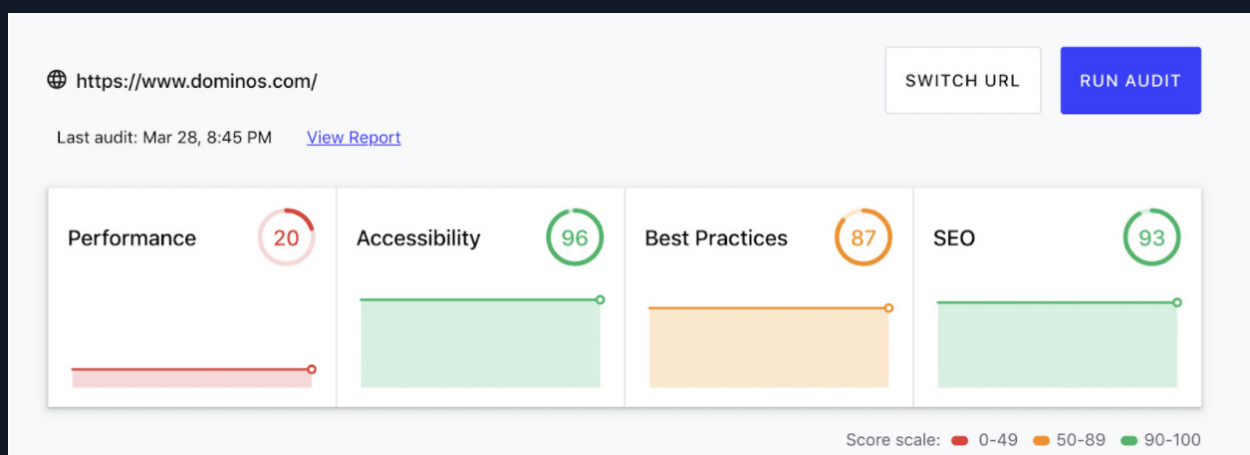 https://www.dominos.com/
SWITCH URL
RUN AUDIT
Last audit: Mar 28, 8:45 PM
View Report
Performance
20
Accessibility
96
Best Practices
87
SEO
93
Score scale: 0-49 50-89 90-100